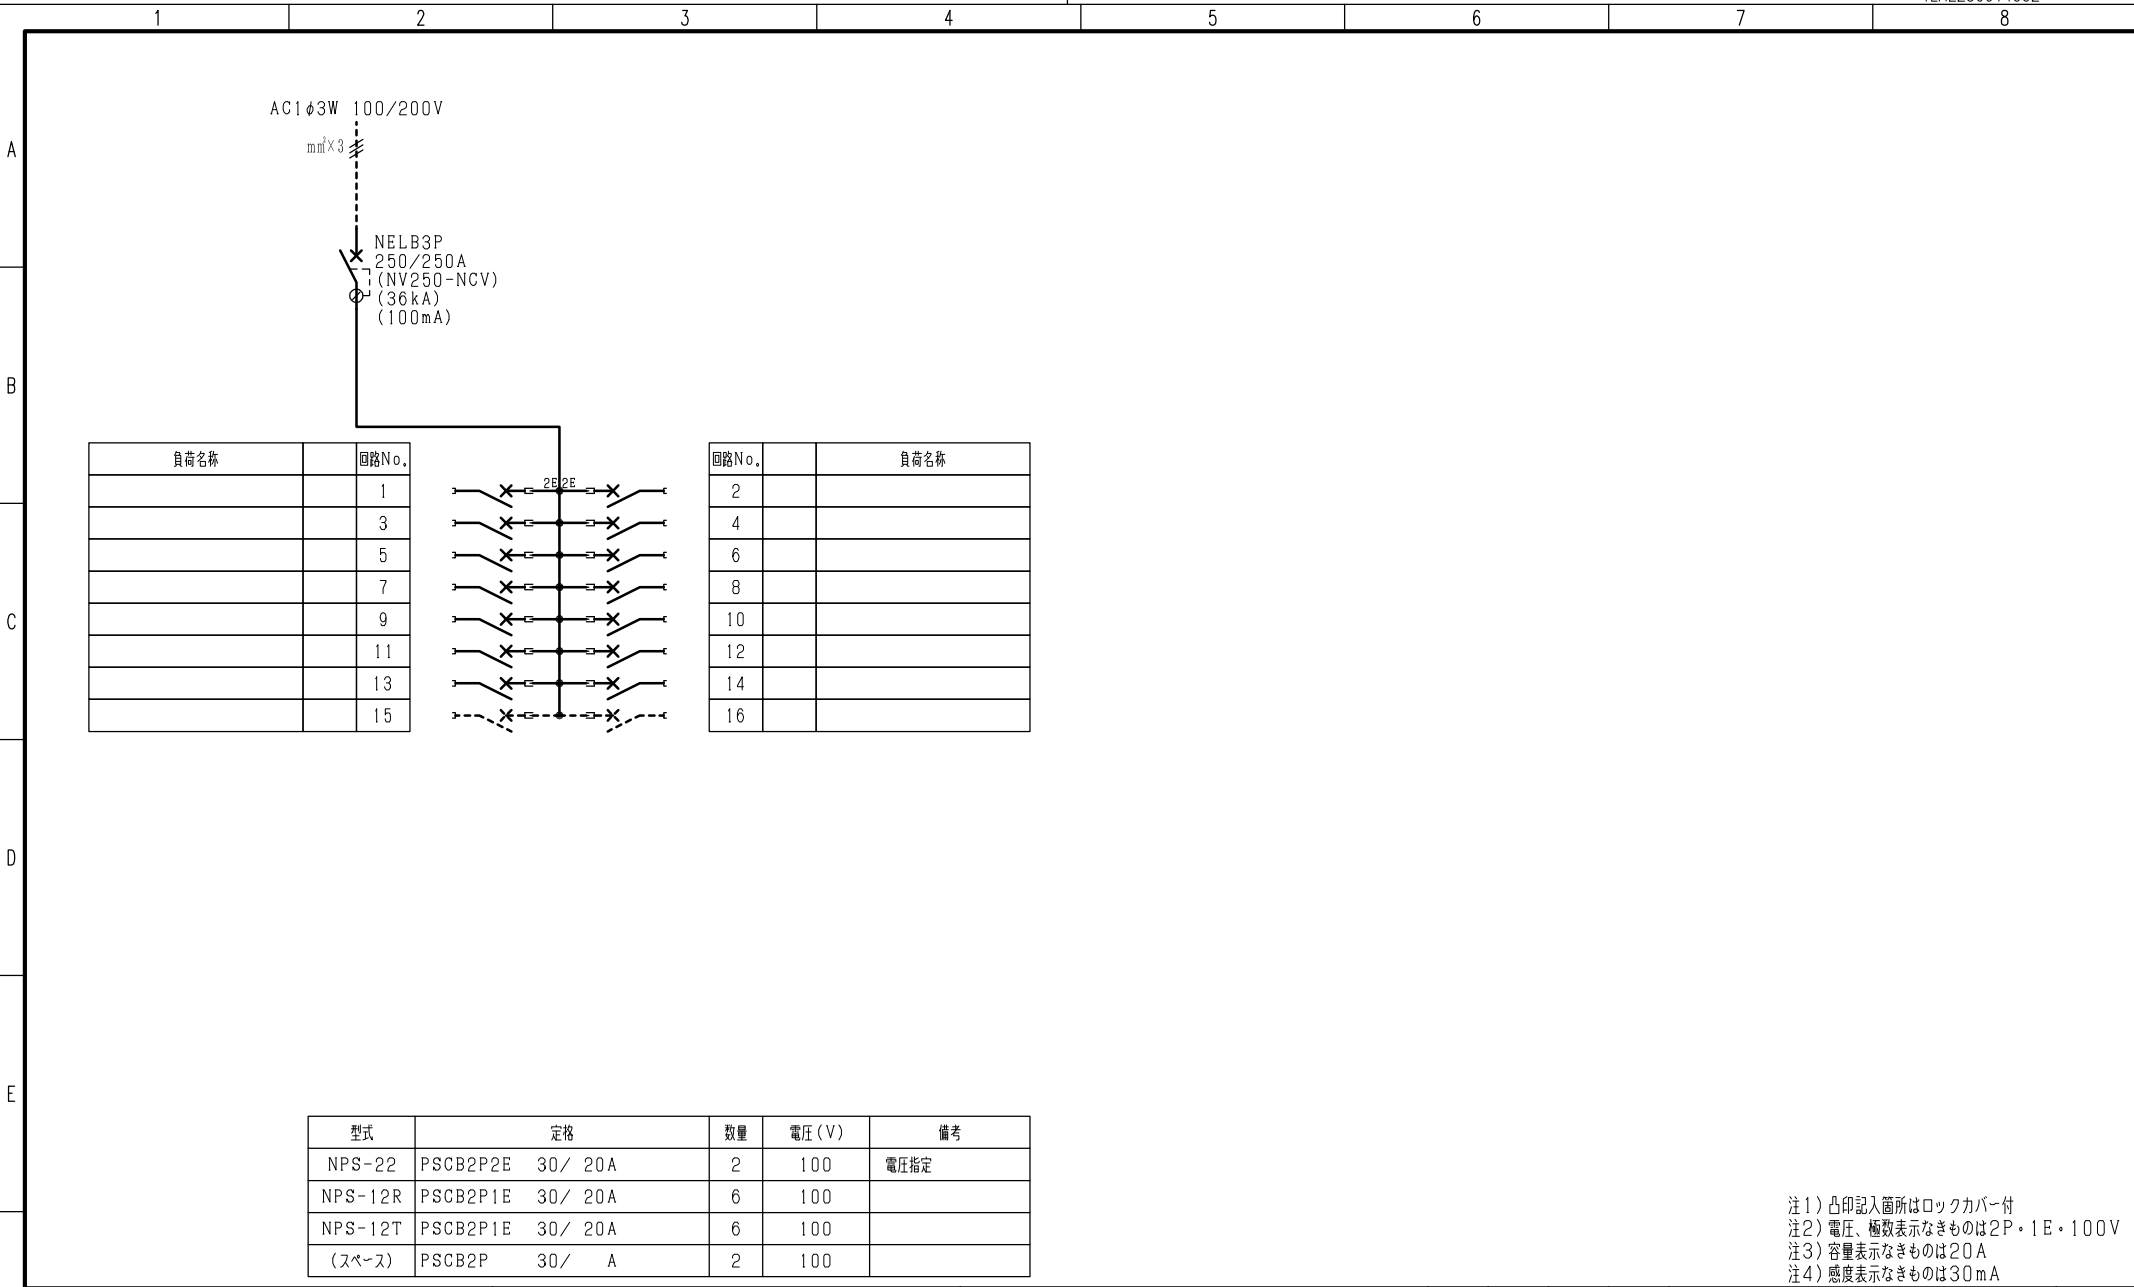 1 2 3 4 5 6 7 8
A
B
C
D
E
AC1φ3W 100/200V
mm²×3
NELB3P
250/250A
(NV250-NCV)
(36kA)
(100mA)
負荷名称 回路No. 回路No. 負荷名称
1 2E 2E 2
3 4
5 6
7 8
9 10
11 12
13 14
15 16
型式 定格 数量 電圧(V) 備考
NPS-22 PSCB2P2E 30/ 20A 2 100 電圧指定
NPS-12R PSCB2P1E 30/ 20A 6 100
NPS-12T PSCB2P1E 30/ 20A 6 100
(スペース) PSCB2P 30/ A 2 100
注1)凸印記入箇所はロックカバー付
注2)電圧、極数表示なきものは2P・1E・100V
注3)容量表示なきものは20A
注4)感度表示なきものは30mA